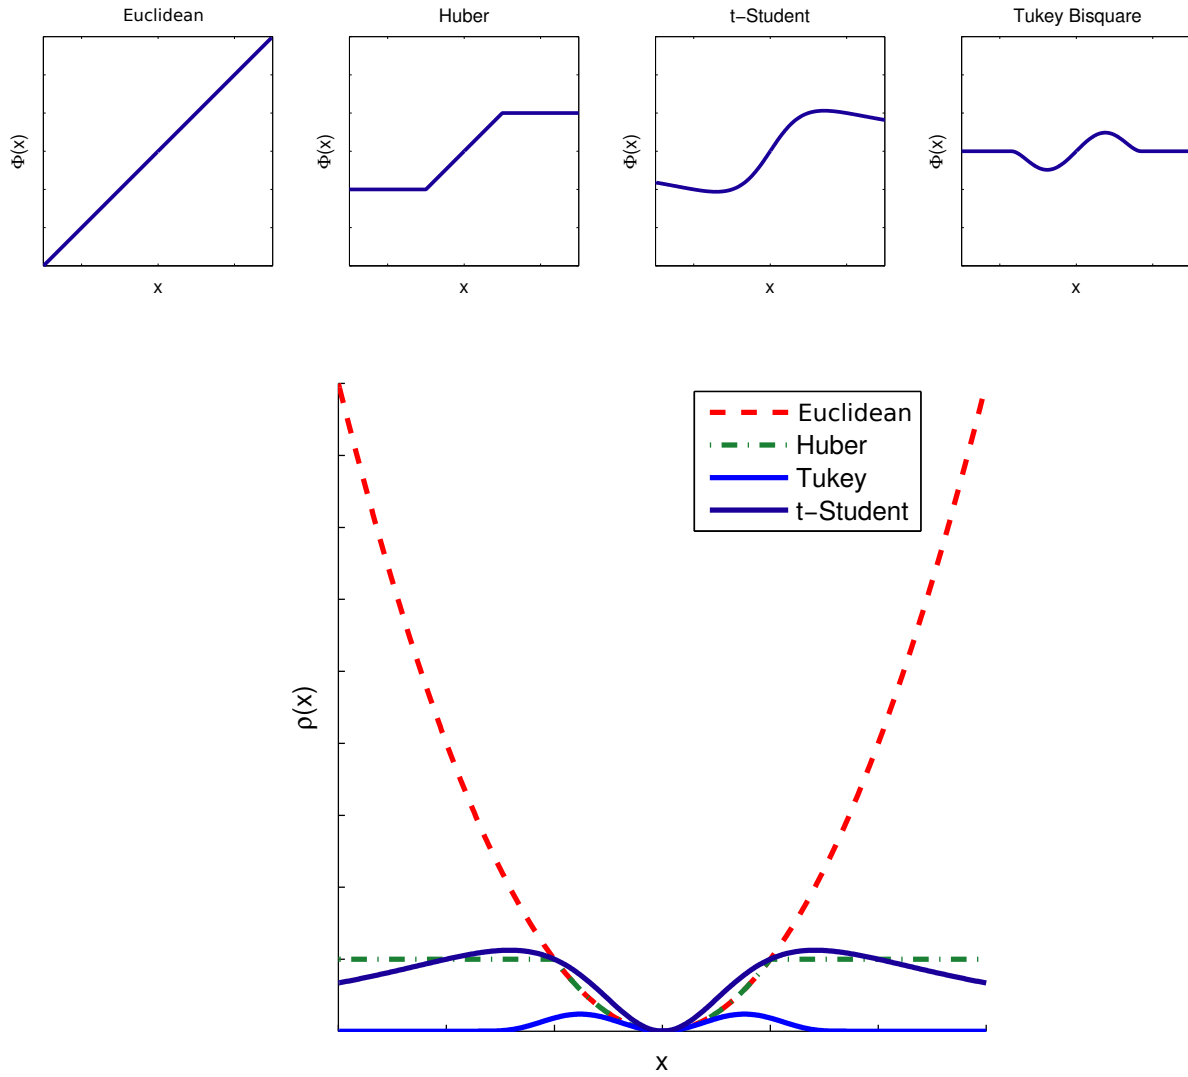 Euclidean
Huber
t−Student
Tukey Bisquare
Φ(x)
Φ(x)
Φ(x)
Φ(x)
x
x
x
x
Euclidean
Huber
Tukey
t−Student
ρ(x)
x